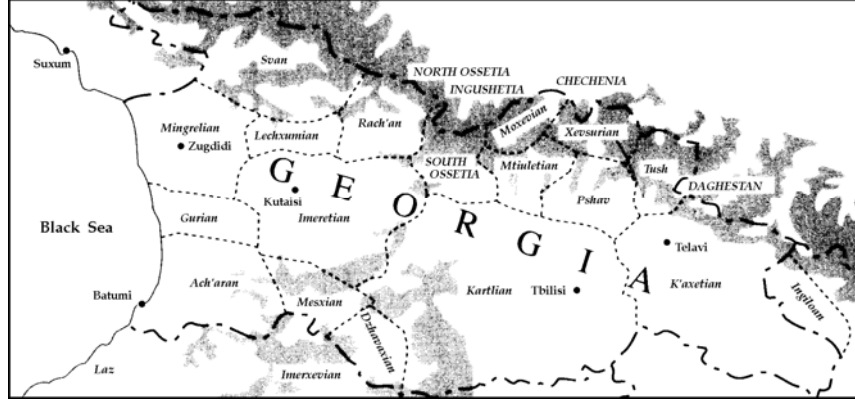 Suxum
Svan
NORTH OSSETIA
INGUSHETIA
CHECHENIA
Mingrelian
Zugdidi
Lechxumian
Rach'an
Moxevian
Xevsurian
SOUTH
OSSETIA
Mtiuletian
Tush
Pshav
DAGHESTAN
GEORGIA
Kutaisi
Imeretian
Gurian
Black Sea
Telavi
Ach'aran
Mesxian
Kartlian
Tbilisi
K'axetian
Ingiloan
Batumi
Dzhavaxian
Laz
Imerxevian